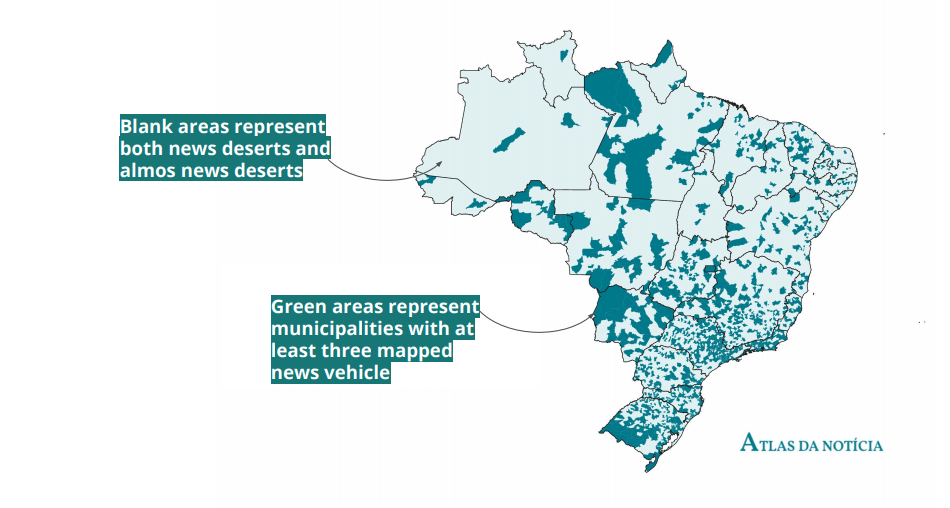 Blank areas represent
both news deserts and
almos news deserts
Green areas represent
municipalities with at
least three mapped
news vehicle
ATLAS DA NOTÍCIA